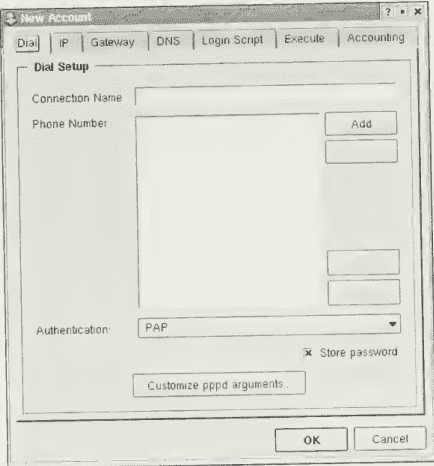 New Account
Dial IP Gateway DNS Login Script Execute Accounting
Dial Setup
Connection Name
Phone Number
Add
Authentication:
PAP
Store password
Customize pppd arguments..
OK
Cancel